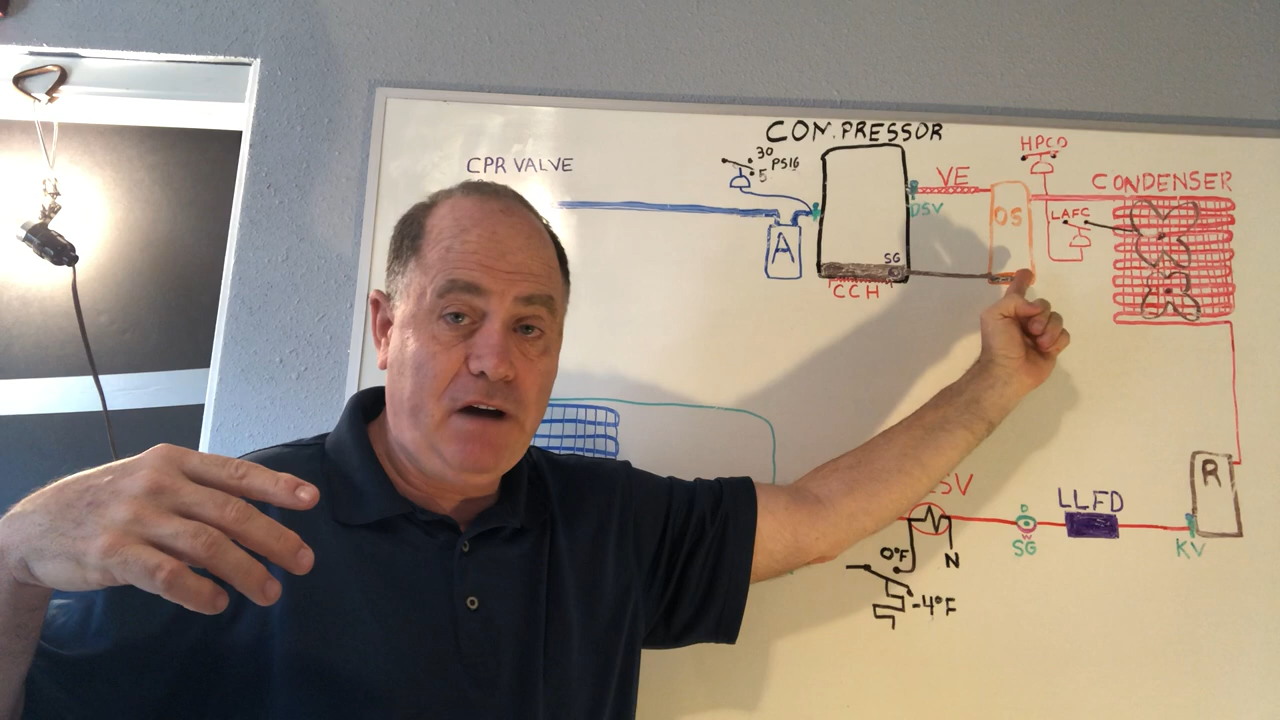 COMPRESSOR
HPCO
CPR VALVE
30
PSIG
5
VE
CONDENSER
DSV
OS
LAFC
A
SG
CCH
R
LLFD
SG
KV
0°F
N
-4°F